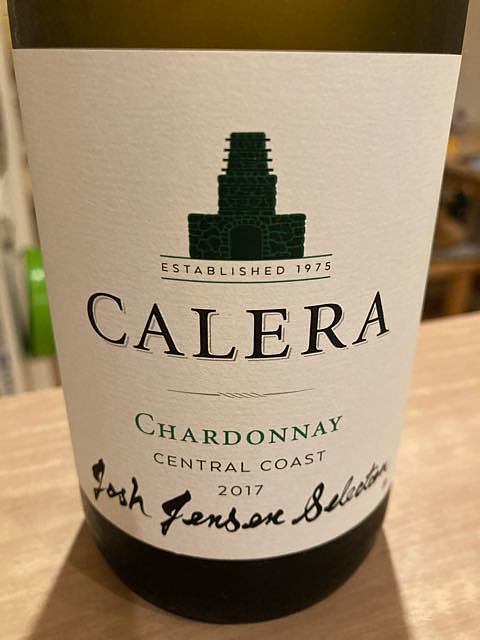 ESTABLISHED 1975
CALERA
CHARDONNAY
CENTRAL COAST
2017
Josh Jensen Selection